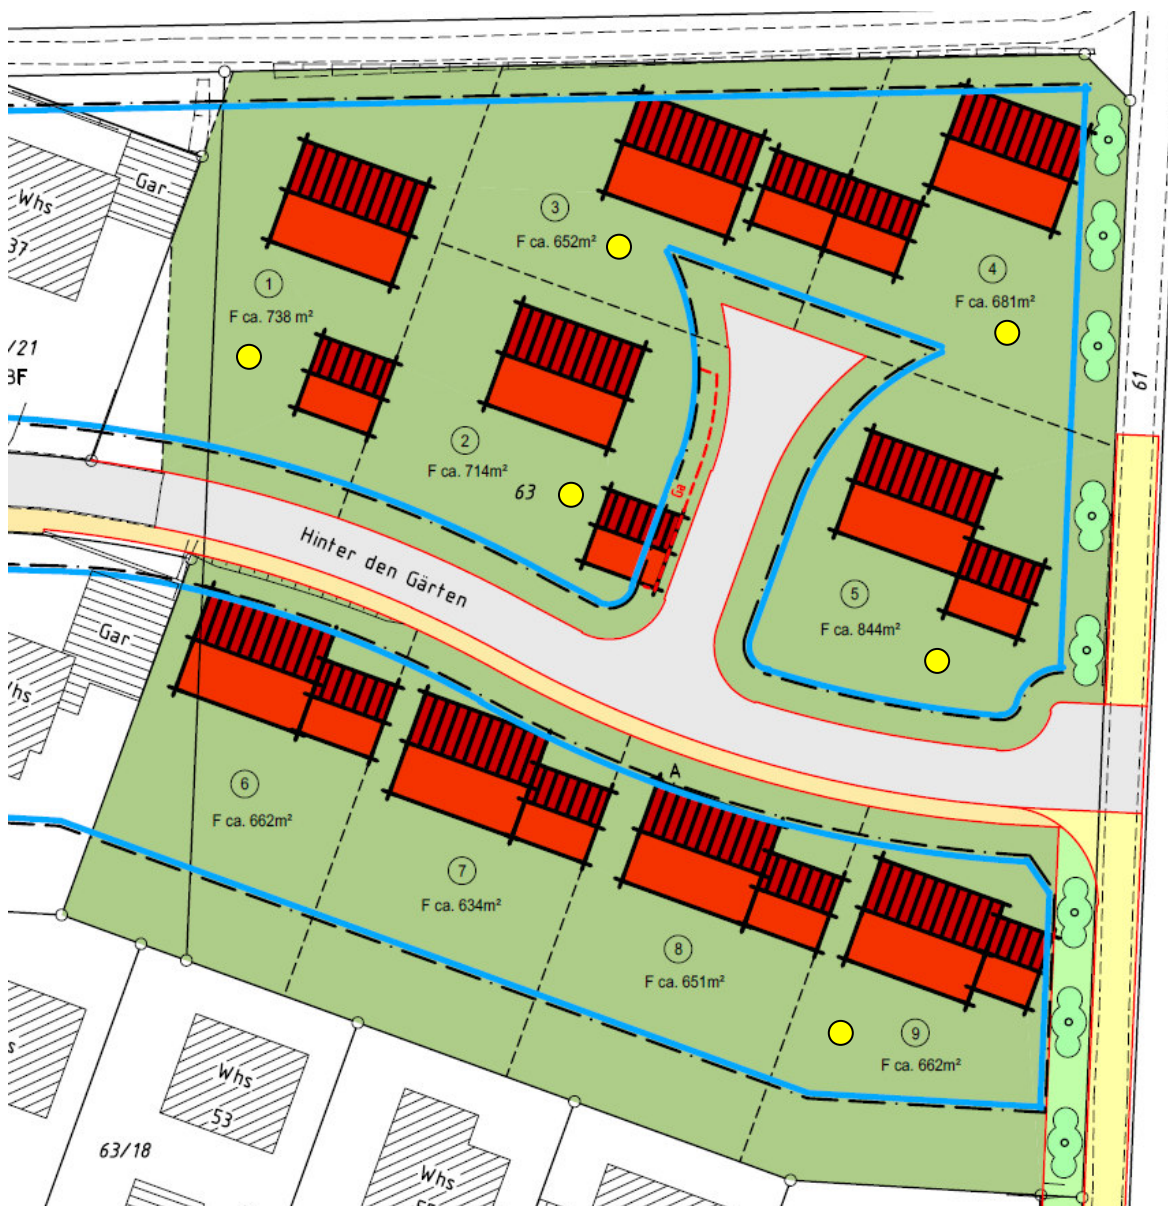 Gar
Whs
37
3
F ca. 652m²
4
F ca. 681m²
1
F ca. 738 m²
/21
BF
61
2
F ca. 714m²
63
Ga
Hinter den Gärten
5
F ca. 844m²
Gar
A
6
F ca. 662m²
7
F ca. 634m²
8
F ca. 651m²
9
F ca. 662m²
Whs
53
63/18
Whs